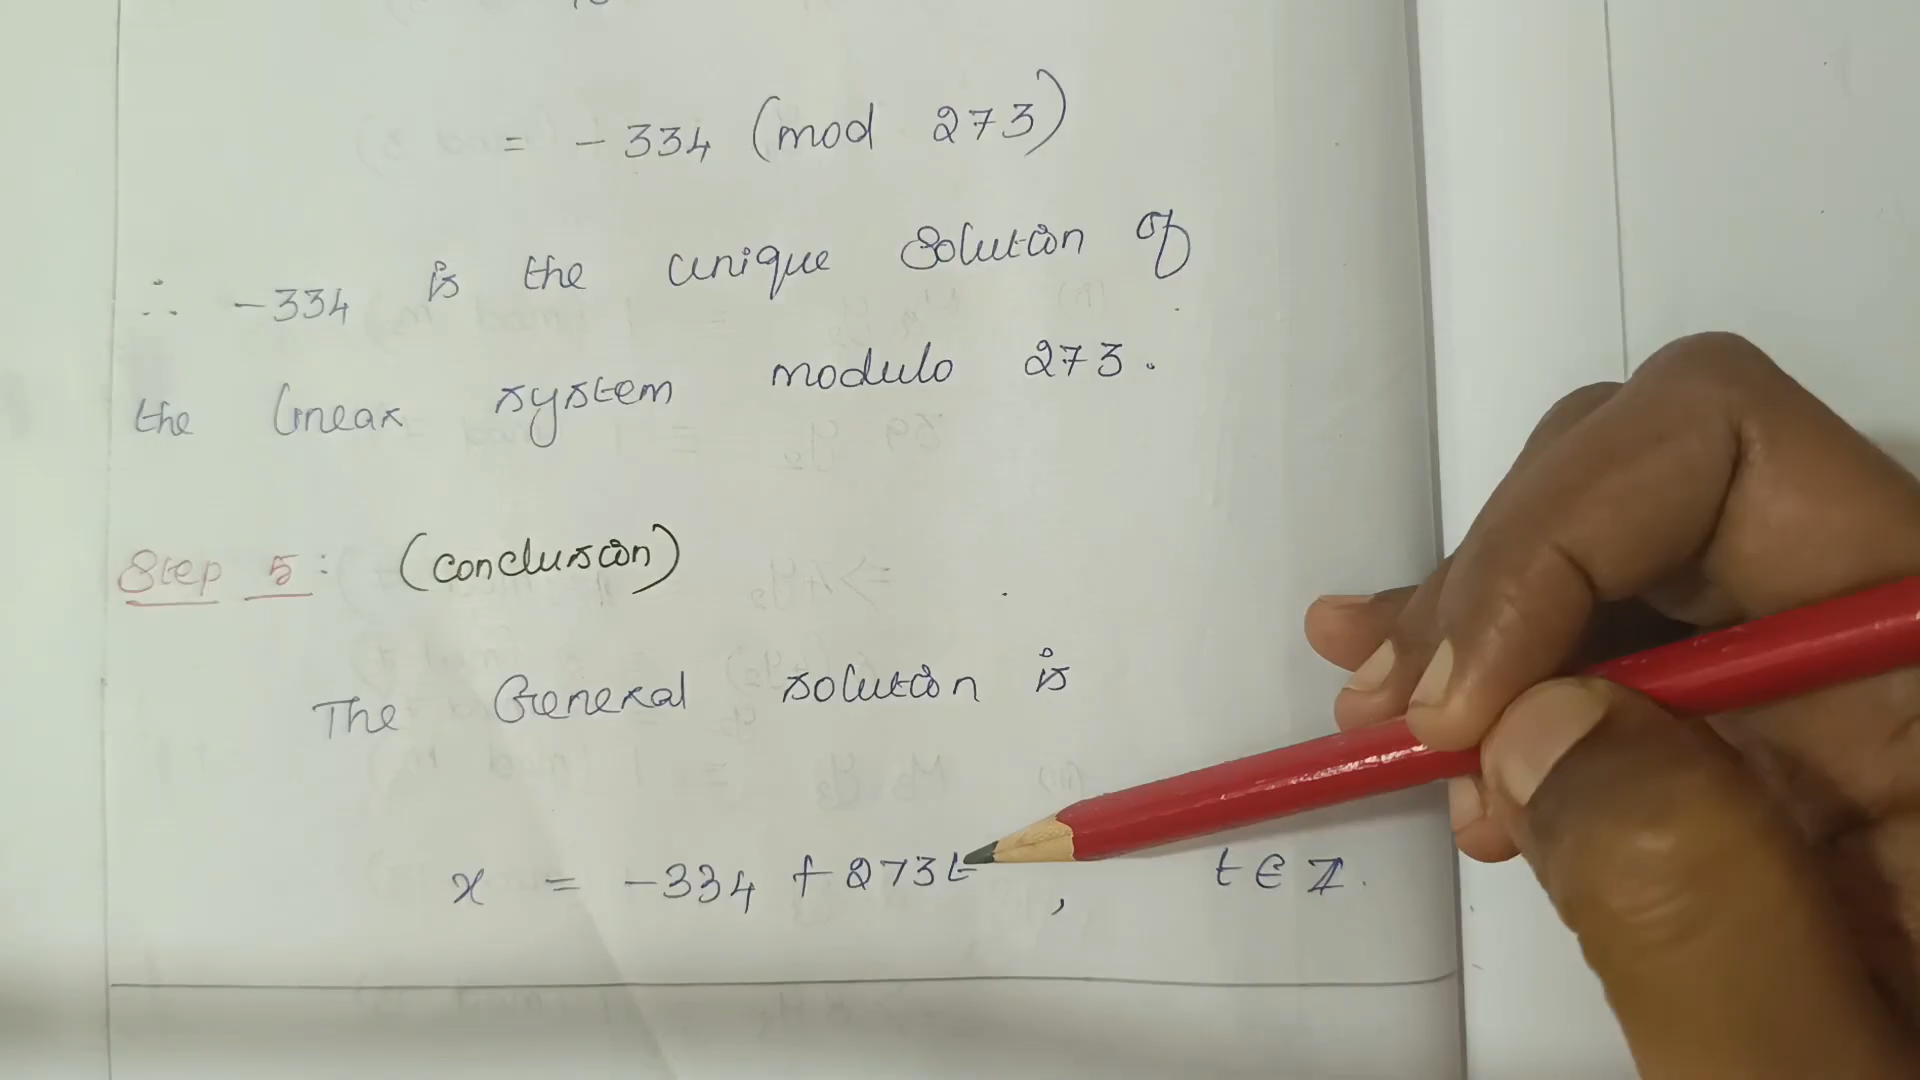 = -334 (mod 273)
∴ -334 is the unique solution of
the linear system modulo 273.
Step 5: (conclusion)
The General solution is
x = -334 + 273t, t ∈ Z.